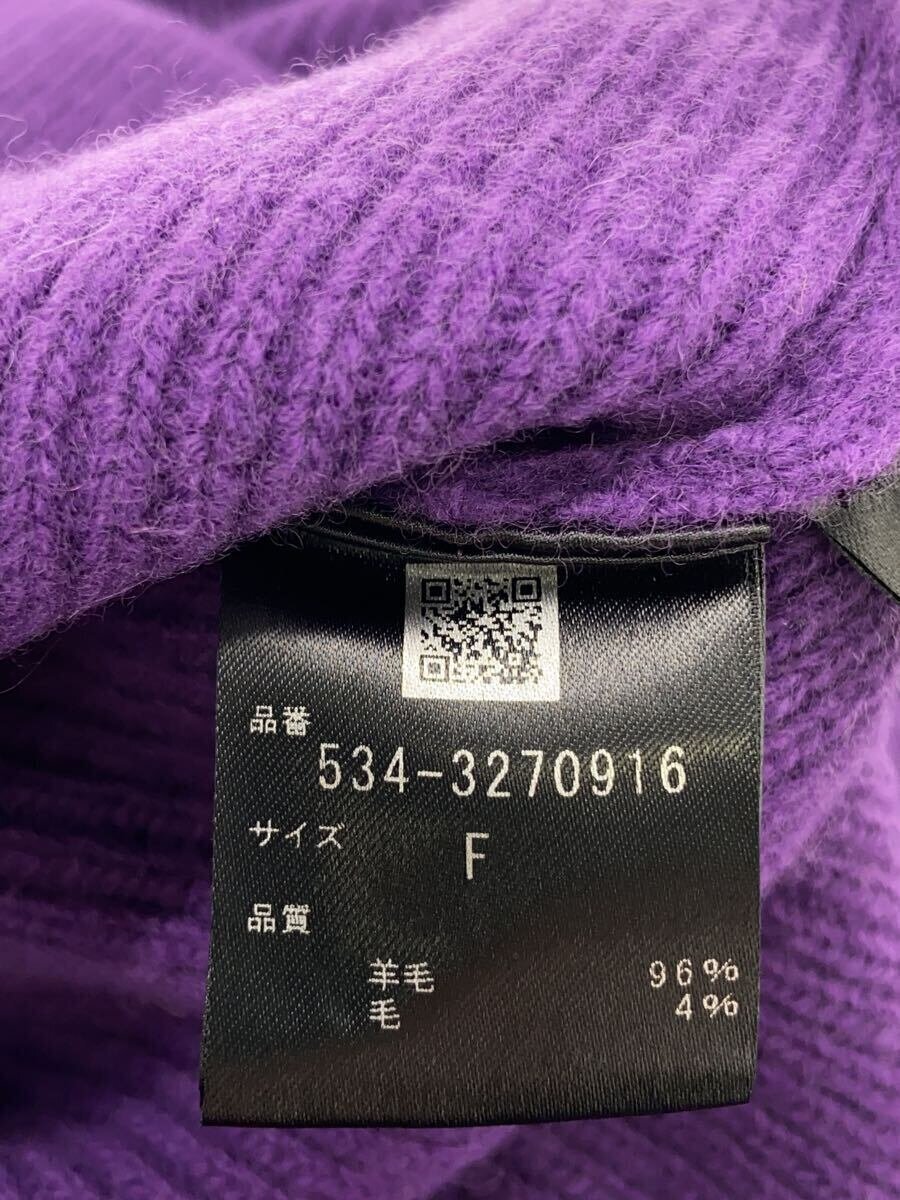 品番
534-3270916
サイズ
F
品質
羊毛 96%
毛 4%